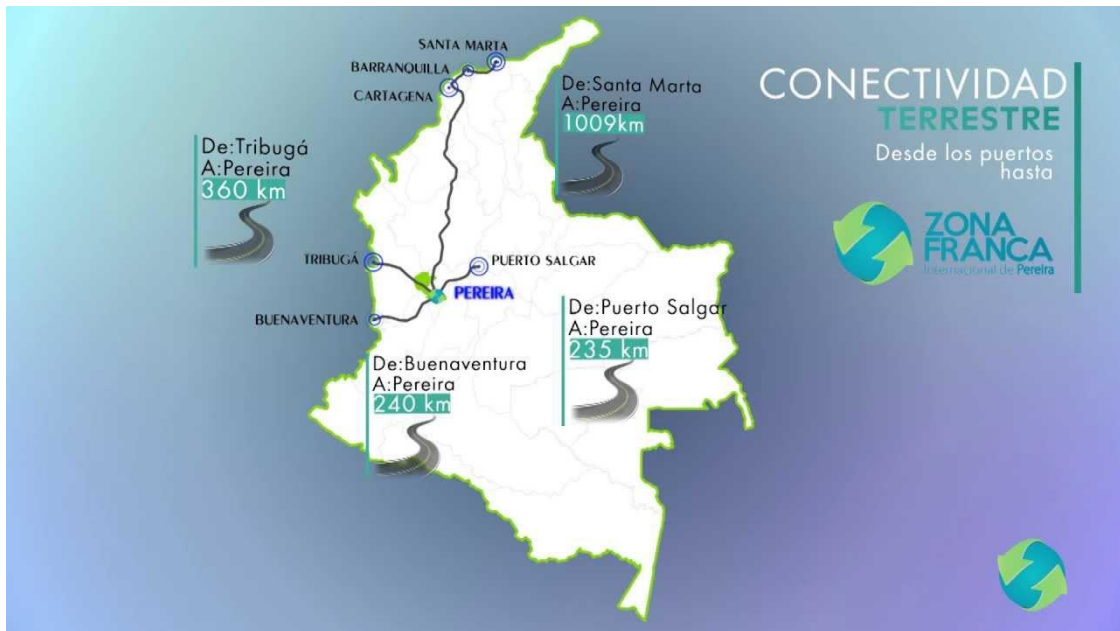 CONECTIVIDAD
TERRESTRE
Desde los puertos
hasta
ZONA
FRANCA
Internacional de Pereira
SANTA MARTA
BARRANQUILLA
CARTAGENA
De:Santa Marta
A:Pereira
1009km
De:Tribugá
A:Pereira
360 km
TRIBUGÁ
PUERTO SALGAR
PEREIRA
BUENAVENTURA
De:Puerto Salgar
A:Pereira
235 km
De:Buenaventura
A:Pereira
240 km